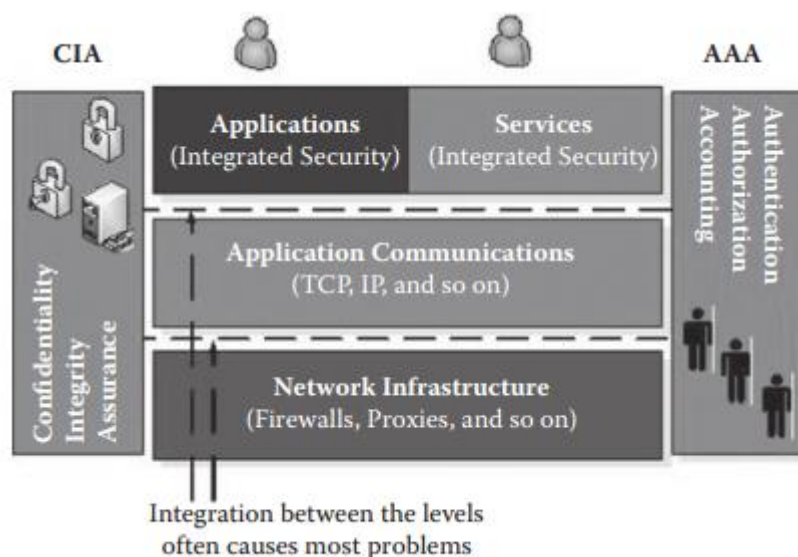 CIA
AAA
Applications
(Integrated Security)
Services
(Integrated Security)
Application Communications
(TCP, IP, and so on)
Network Infrastructure
(Firewalls, Proxies, and so on)
Confidentiality
Integrity
Assurance
Authentication
Authorization
Accounting
Integration between the levels
often causes most problems